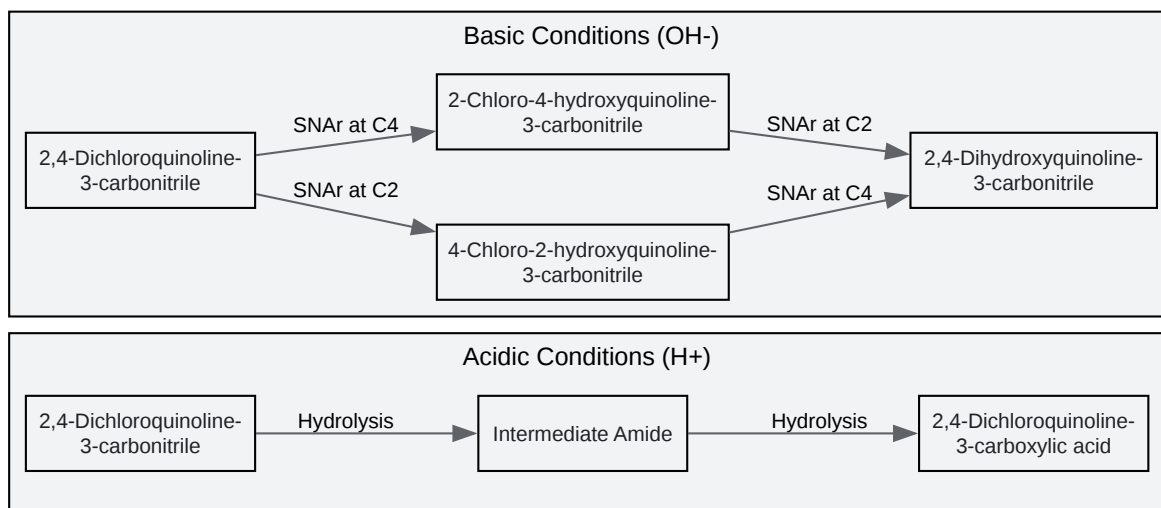 Basic Conditions (OH-)
2,4-Dichloroquinoline-
3-carbonitrile
SNAr at C4
SNAr at C2
2-Chloro-4-hydroxyquinoline-
3-carbonitrile
4-Chloro-2-hydroxyquinoline-
3-carbonitrile
SNAr at C2
SNAr at C4
2,4-Dihydroxyquinoline-
3-carbonitrile
Acidic Conditions (H+)
2,4-Dichloroquinoline-
3-carbonitrile
Hydrolysis
Intermediate Amide
Hydrolysis
2,4-Dichloroquinoline-
3-carboxylic acid